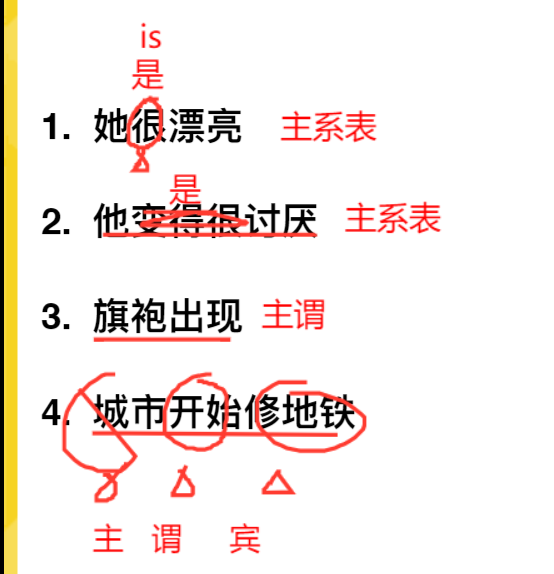 is
是
1. 她很漂亮 主系表
是
2. 他变得很讨厌 主系表
3. 旗袍出现 主谓
4. 城市开始修地铁
主 谓 宾